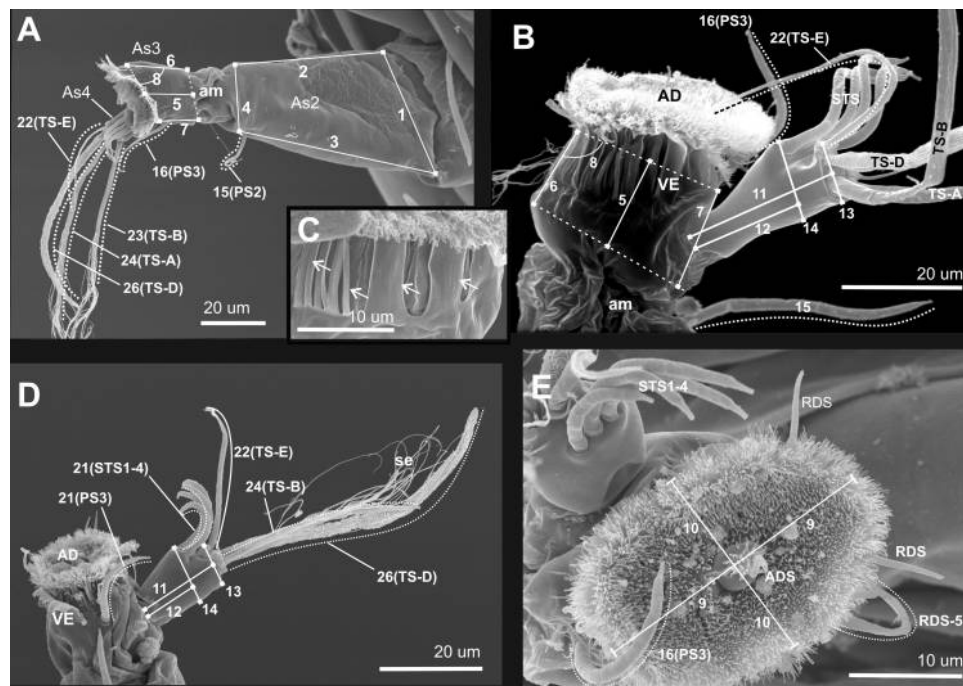 A
As3
6
8
am
5
As4
7
22(TS-E)
16(PS3)
15(PS2)
2
As2
1
4
3
23(TS-B)
24(TS-A)
26(TS-D)
20 um
C
10 um
B
16(PS3)
22(TS-E)
AD
STS
TS-B
TS-D
TS-A
8
6
VE
5
7
11
12
14
13
20 um
am
15
D
22(TS-E)
21(STS1-4)
se
24(TS-B)
21(PS3)
AD
26(TS-D)
VE
11
12
13
14
20 um
E
STS1-4
RDS
10
9
ADS
RDS
9
10
RDS-5
16(PS3)
10 um